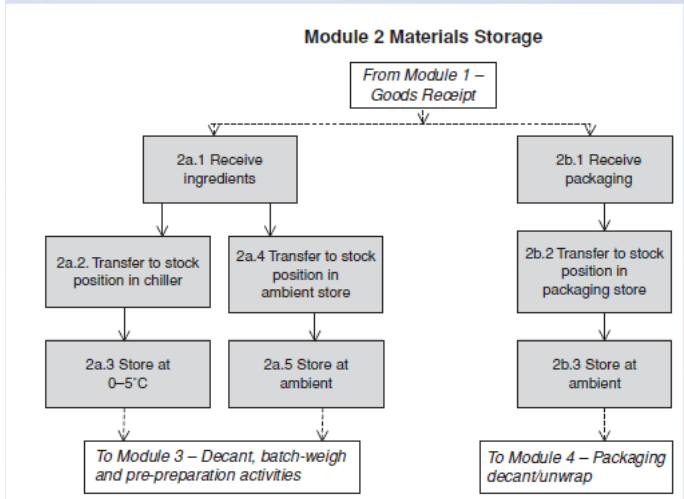 Module 2 Materials Storage
From Module 1 –
Goods Receipt
2a.1 Receive
ingredients
2b.1 Receive
packaging
2a.2. Transfer to stock
position in chiller
2a.4 Transfer to stock
position in
ambient store
2b.2 Transfer to stock
position in
packaging store
2a.3 Store at
0–5˚C
2a.5 Store at
ambient
2b.3 Store at
ambient
To Module 3 – Decant, batch-weigh
and pre-preparation activities
To Module 4 – Packaging
decant/unwrap